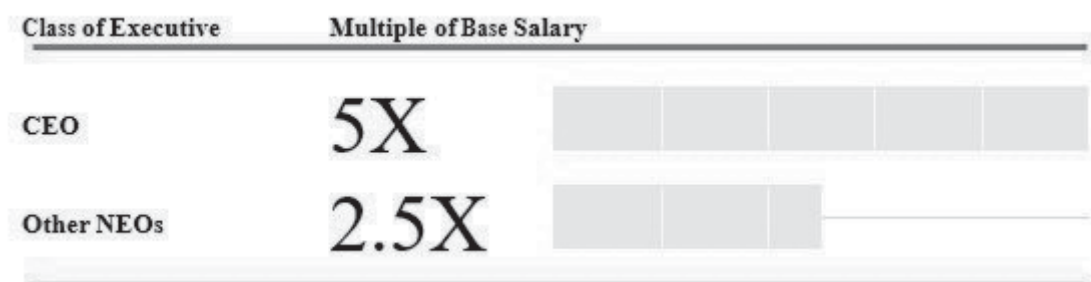 Class of Executive Multiple of Base Salary
CEO 5X
Other NEOs 2.5X